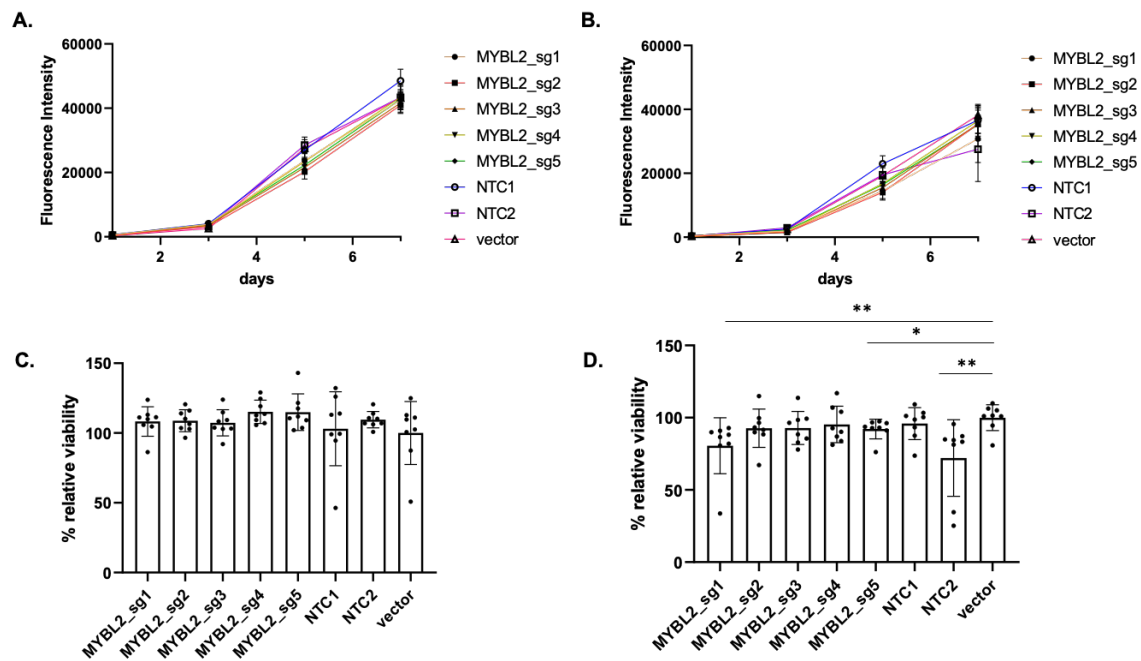 A.
Fluorescence Intensity
60000
40000
20000
0
2
4
6
days
MYBL2_sg1
MYBL2_sg2
MYBL2_sg3
MYBL2_sg4
MYBL2_sg5
NTC1
NTC2
vector
B.
Fluorescence Intensity
60000
40000
20000
0
2
4
6
days
MYBL2_sg1
MYBL2_sg2
MYBL2_sg3
MYBL2_sg4
MYBL2_sg5
NTC1
NTC2
vector
C.
% relative viability
150
100
50
0
MYBL2_sg1
MYBL2_sg2
MYBL2_sg3
MYBL2_sg4
MYBL2_sg5
NTC1
NTC2
vector
D.
**
*
**
% relative viability
150
100
50
0
MYBL2_sg1
MYBL2_sg2
MYBL2_sg3
MYBL2_sg4
MYBL2_sg5
NTC1
NTC2
vector